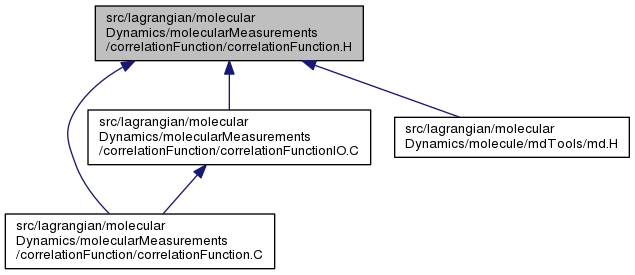 src/lagrangian/molecular
Dynamics/molecularMeasurements
/correlationFunction/correlationFunction.H
src/lagrangian/molecular
Dynamics/molecularMeasurements
/correlationFunction/correlationFunctionIO.C
src/lagrangian/molecular
Dynamics/molecule/mdTools/md.H
src/lagrangian/molecular
Dynamics/molecularMeasurements
/correlationFunction/correlationFunction.C